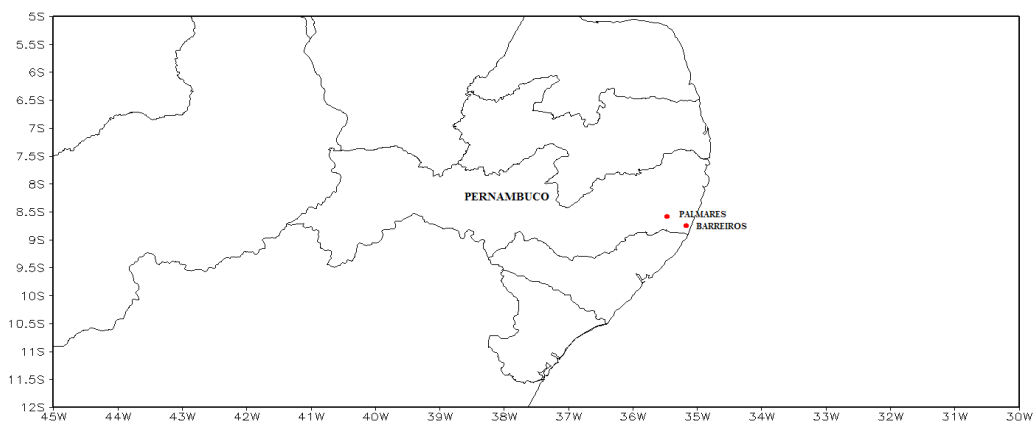 5S
5.5S
6S
6.5S
7S
7.5S
8S
PERNAMBUCO
8.5S
PALMARES
BARREIROS
9S
9.5S
10S
10.5S
11S
11.5S
12S
45W 44W 43W 42W 41W 40W 39W 38W 37W 36W 35W 34W 33W 32W 31W 30W